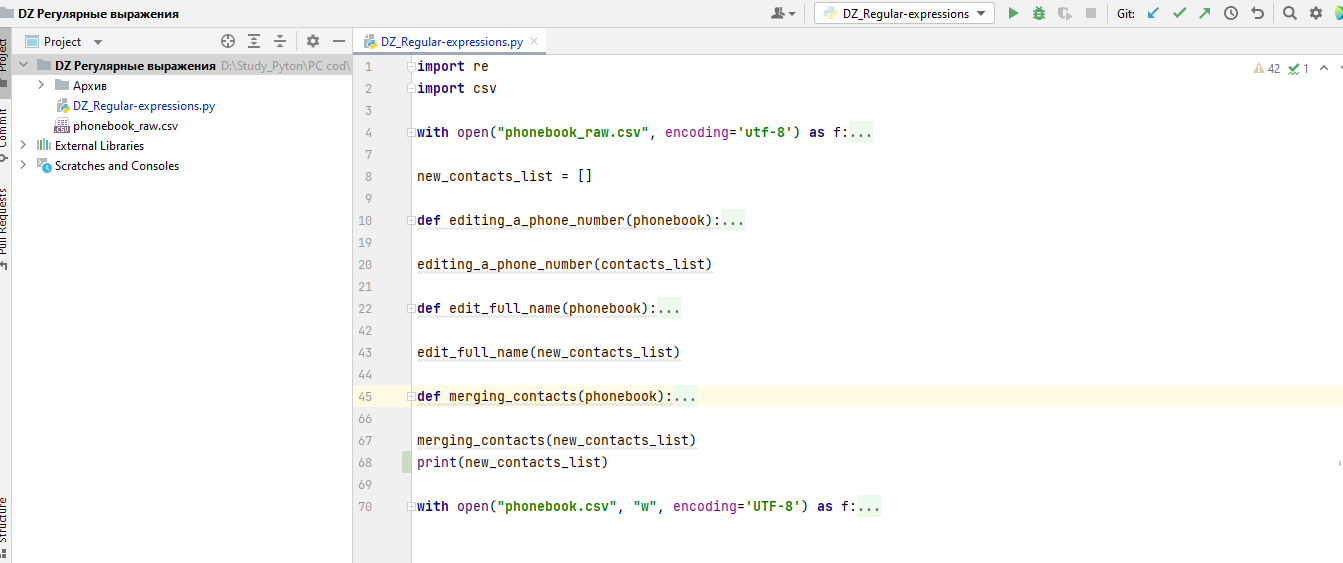 DZ Регулярные выражения
DZ_Regular-expressions
Git:
Project
DZ_Regular-expressions.py
Project
DZ Регулярные выражения D:\Study_Pyton\PC cod\
Архив
DZ_Regular-expressions.py
phonebook_raw.csv
External Libraries
Scratches and Consoles
Commit
Pull Requests
Structure
42 1
1 import re
2 import csv
3
4 with open("phonebook_raw.csv", encoding='utf-8') as f:...
7
8 new_contacts_list = []
9
10 def editing_a_phone_number(phonebook):...
19
20 editing_a_phone_number(contacts_list)
21
22 def edit_full_name(phonebook):...
42
43 edit_full_name(new_contacts_list)
44
45 def merging_contacts(phonebook):...
66
67 merging_contacts(new_contacts_list)
68 print(new_contacts_list)
69
70 with open("phonebook.csv", "w", encoding='UTF-8') as f:...